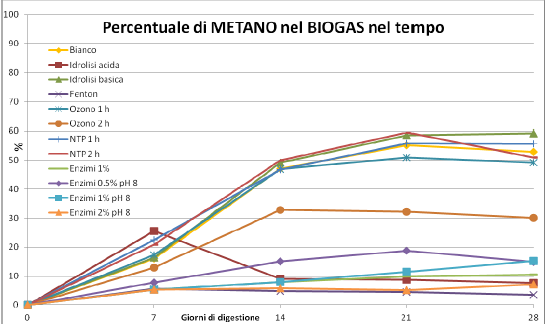 Percentuale di METANO nel BIOGAS nel tempo
100
90
80
70
60
50
40
30
20
10
0
%
Bianco
Idrolisi acida
Idrolisi basica
Fenton
Ozono 1 h
Ozono 2 h
NTP 1 h
NTP 2 h
Enzimi 1%
Enzimi 0.5% pH 8
Enzimi 1% pH 8
Enzimi 2% pH 8
0 7 14 21 28
Giorni di digestione